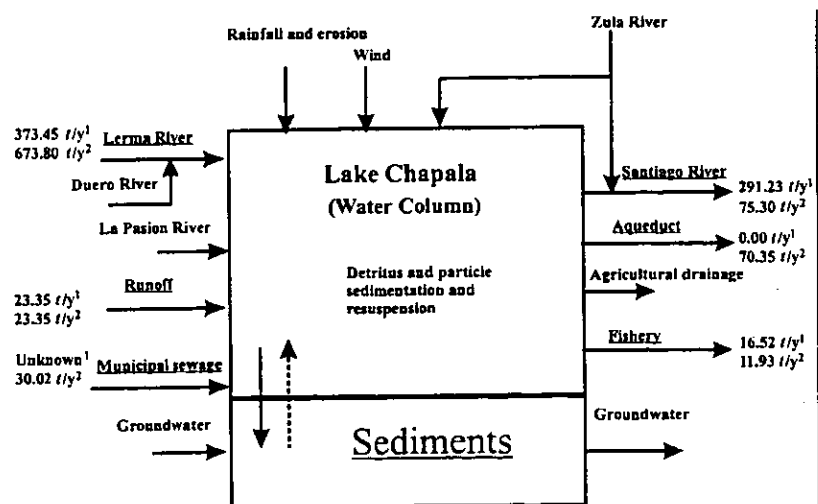 Zula River
Rainfall and erosion
Wind
373.45 t/y¹
Lerma River
673.80 t/y²
Duero River
La Pasion River
Runoff
23.35 t/y¹
23.35 t/y²
Unknown¹
Municipal sewage
30.02 t/y²
Groundwater
Lake Chapala
(Water Column)
Detritus and particle
sedimentation and
resuspension
Sediments
Santiago River
291.23 t/y¹
75.30 t/y²
Aqueduct
0.00 t/y¹
70.35 t/y²
Agricultural drainage
Fishery
16.52 t/y¹
11.93 t/y²
Groundwater